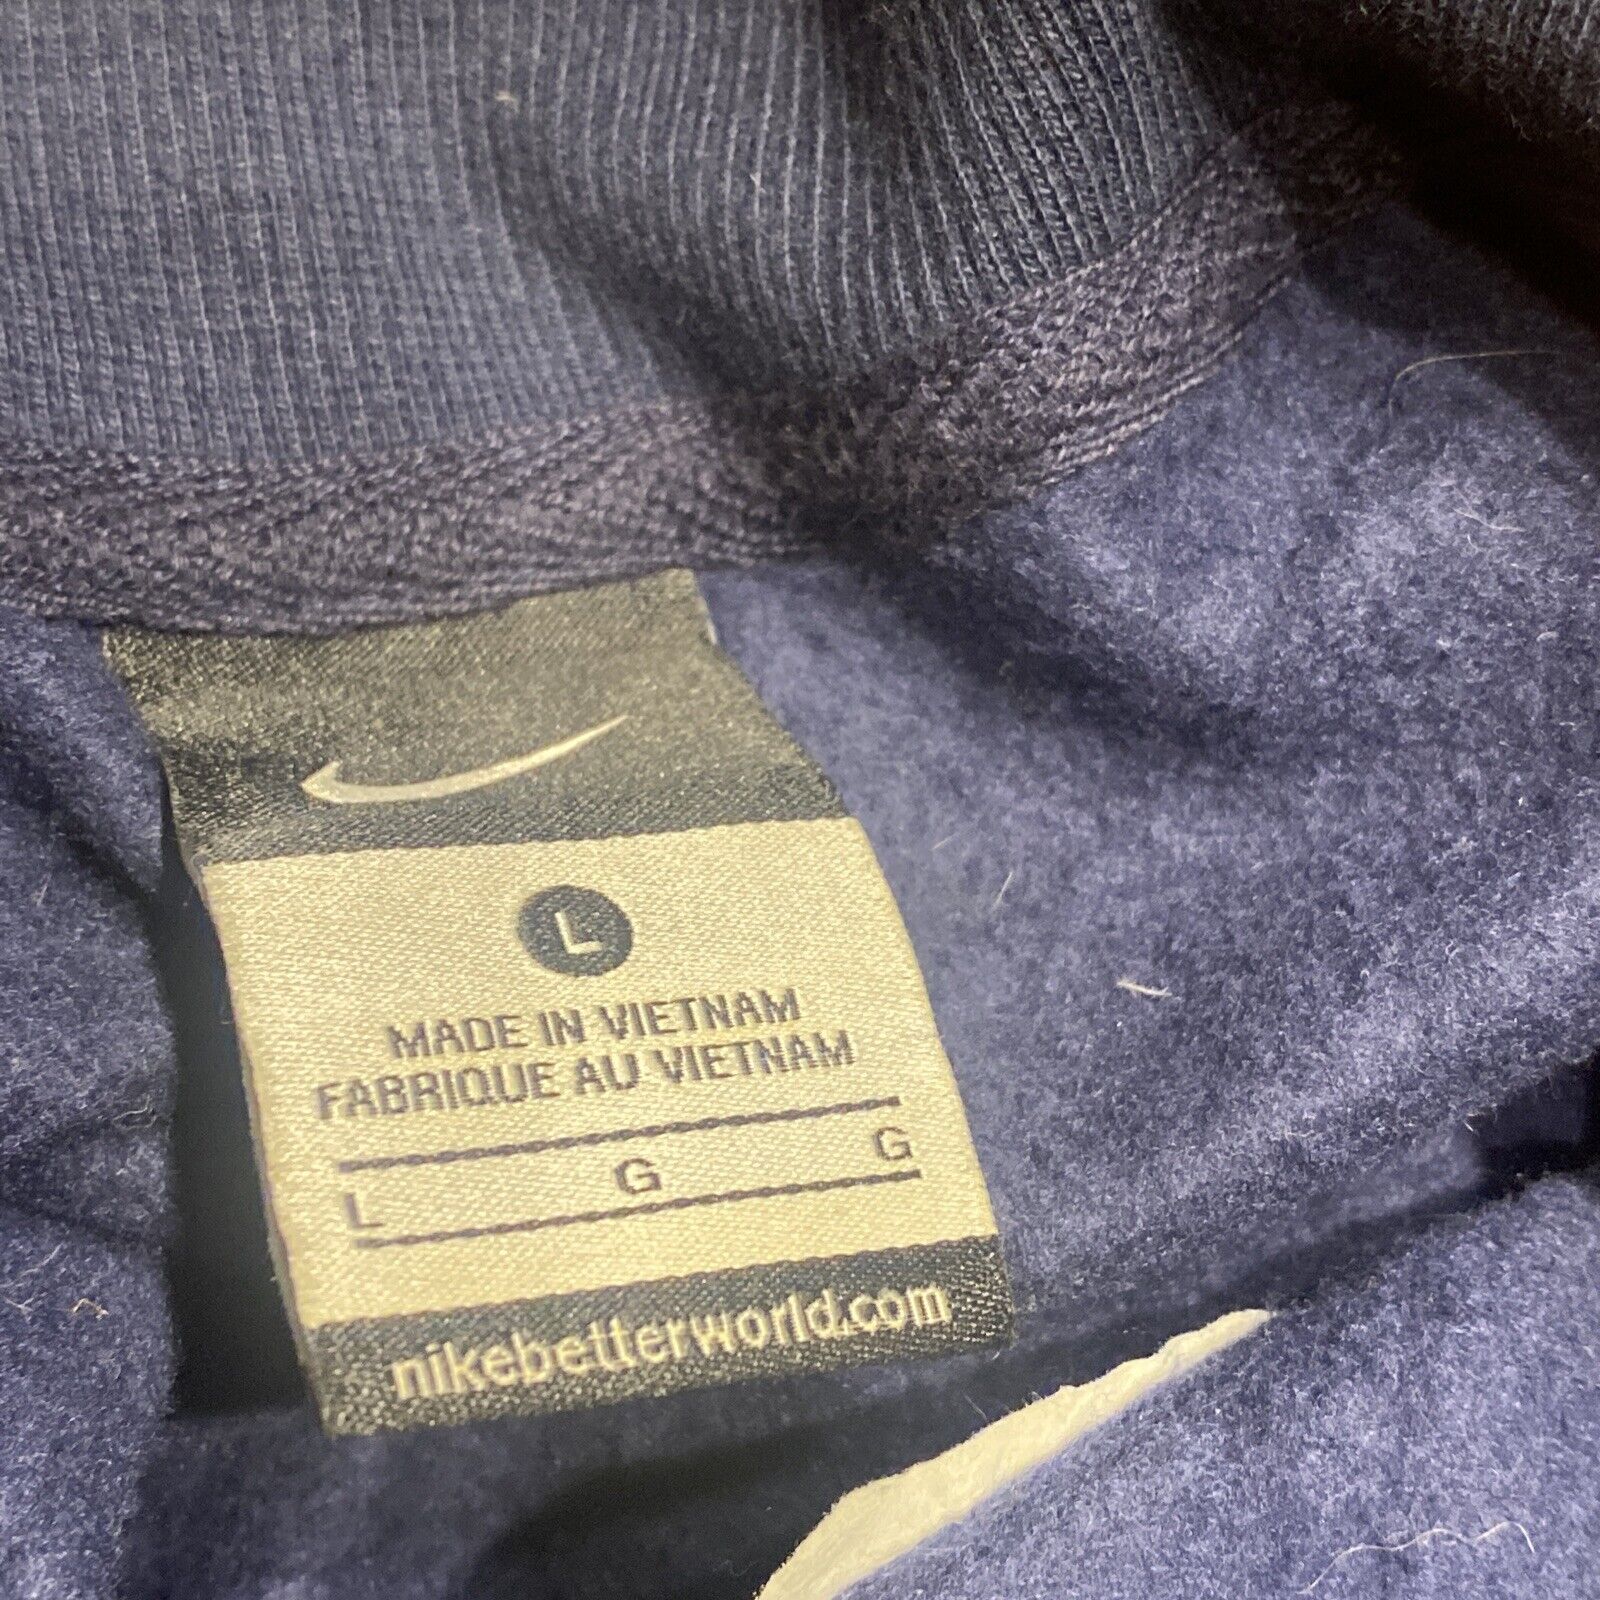 L
MADE IN VIETNAM
FABRIQUE AU VIETNAM
L G G
nikebetterworld.com